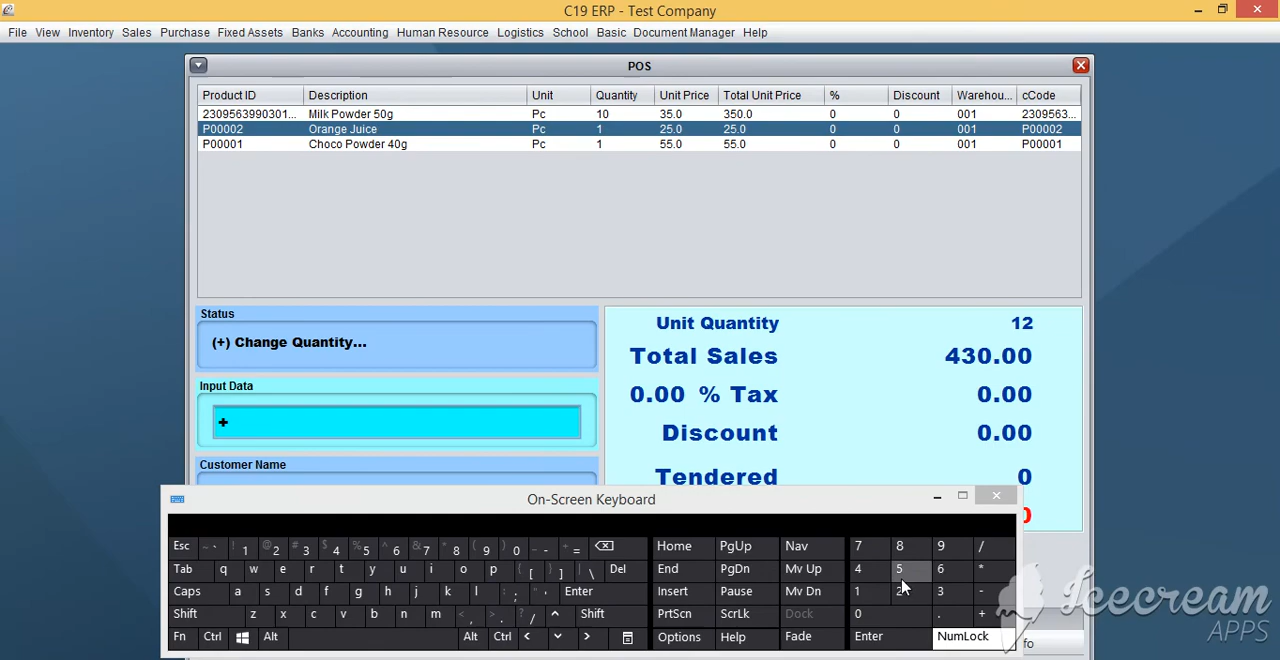 C19 ERP - Test Company
File View Inventory Sales Purchase Fixed Assets Banks Accounting Human Resource Logistics School Basic Document Manager Help
POS
Product ID Description Unit Quantity Unit Price Total Unit Price % Discount Warehou... cCode
2309563990301... Milk Powder 50g Pc 10 35.0 350.0 0 0 001 2309563...
P00002 Orange Juice Pc 1 25.0 25.0 0 0 001 P00002
P00001 Choco Powder 40g Pc 1 55.0 55.0 0 0 001 P00001
Status
(+) Change Quantity...
Input Data
+
Customer Name
Unit Quantity 12
Total Sales 430.00
0.00 % Tax 0.00
Discount 0.00
Tendered 0
0
On-Screen Keyboard
Esc ~ ` ! 1 @ 2 # 3 $ 4 % 5 ^ 6 & 7 * 8 ( 9 ) 0 _ - + = Home PgUp Nav 7 8 9 /
Tab q w e r t y u i o p { [ } ] | \ Del End PgDn Mv Up 4 5 6 *
Caps a s d f g h j k l : ; " ' Enter Insert Pause Mv Dn 1 2 3 -
Shift z x c v b n m < , > . ? / ^ Shift PrtScn ScrLk Dock 0 . +
Fn Ctrl Alt Alt Ctrl < > Options Help Fade Enter NumLock
fo
Icecream
APPS